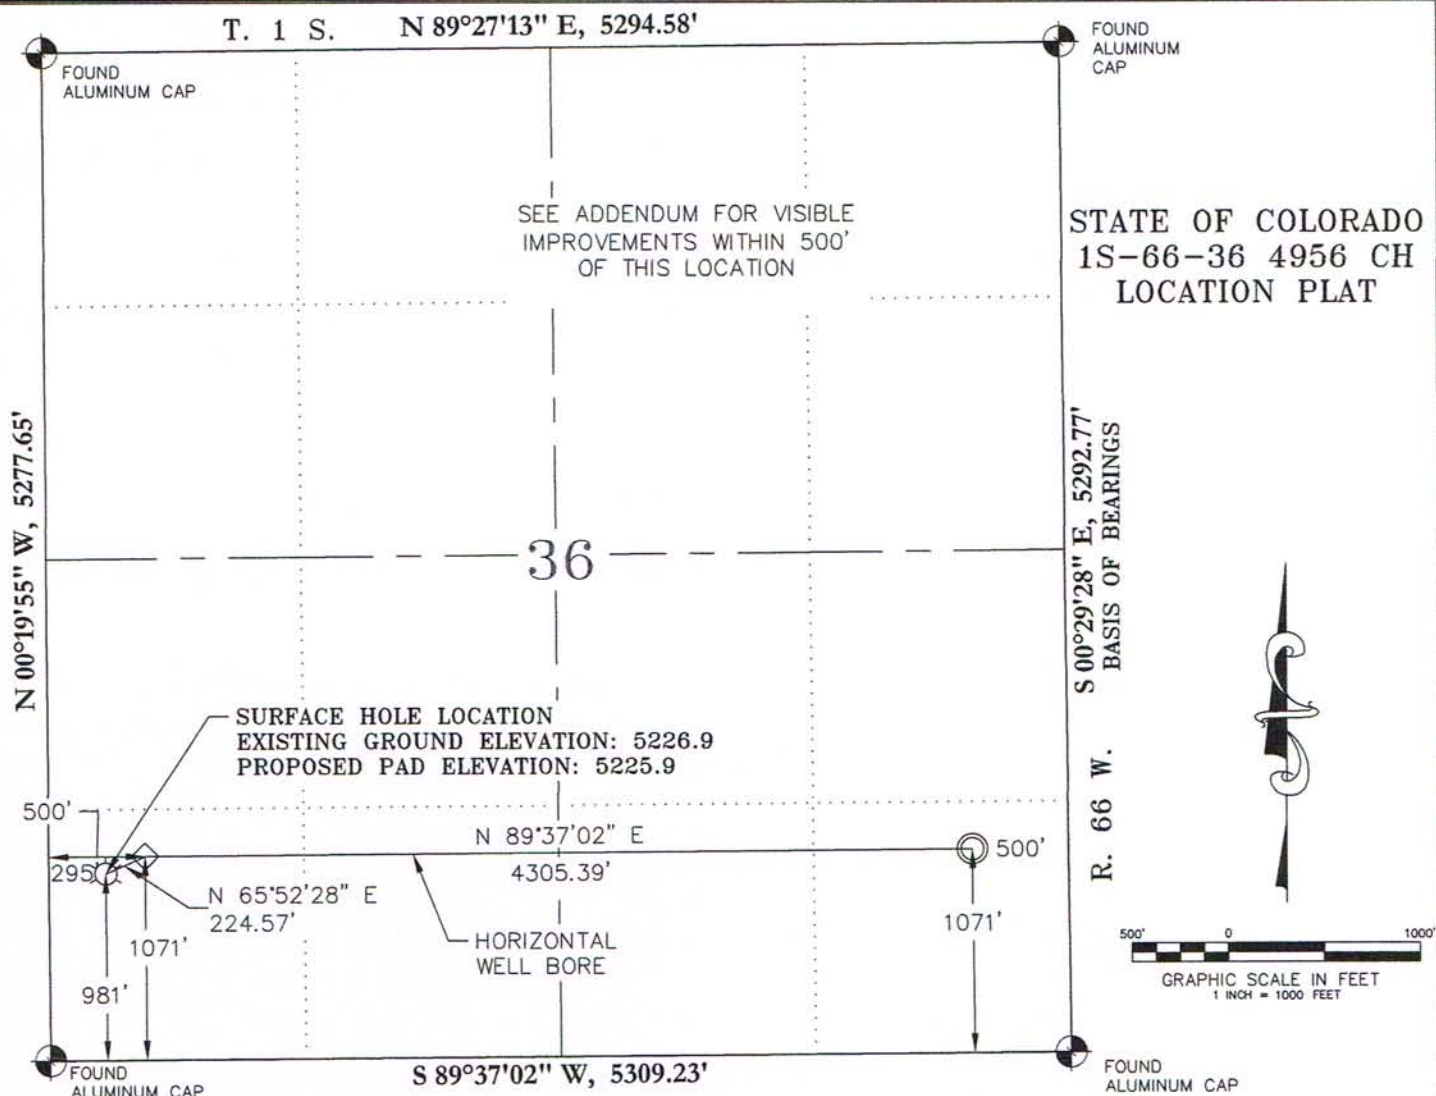 T. 1 S.
N 89°27'13" E, 5294.58'
FOUND
ALUMINUM CAP
FOUND
ALUMINUM
CAP
SEE ADDENDUM FOR VISIBLE
IMPROVEMENTS WITHIN 500'
OF THIS LOCATION
STATE OF COLORADO
1S-66-36 4956 CH
LOCATION PLAT
N 00°19'55" W, 5277.65'
S 00°29'28" E, 5292.77'
BASIS OF BEARINGS
36
SURFACE HOLE LOCATION
EXISTING GROUND ELEVATION: 5226.9
PROPOSED PAD ELEVATION: 5225.9
R. 66 W.
500'
N 89°37'02" E
4305.39'
500'
295'
N 65°52'28" E
224.57'
1071'
HORIZONTAL
WELL BORE
1071'
981'
500' 0 1000'
GRAPHIC SCALE IN FEET
1 INCH = 1000 FEET
FOUND
ALUMINUM CAP
S 89°37'02" W, 5309.23'
FOUND
ALUMINUM CAP